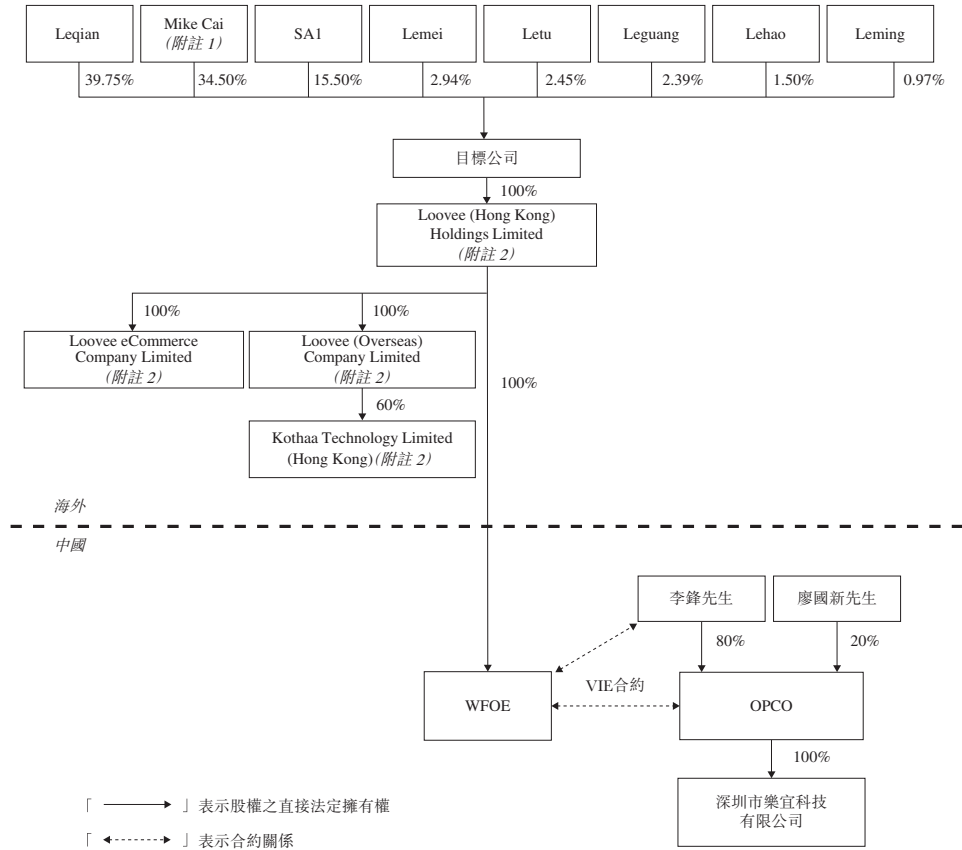 Leqian
Mike Cai
(附註 1)
SA1
Lemei
Letu
Leguang
Lehao
Leming
39.75%
34.50%
15.50%
2.94%
2.45%
2.39%
1.50%
0.97%
目標公司
100%
Loovee (Hong Kong)
Holdings Limited
(附註 2)
100%
100%
Loovee eCommerce
Company Limited
(附註 2)
Loovee (Overseas)
Company Limited
(附註 2)
100%
60%
Kothaa Technology Limited
(Hong Kong)(附註 2)
海外
中國
李鋒先生
廖國新先生
80%
20%
VIE合約
WFOE
OPCO
100%
深圳市樂宜科技
有限公司
「 」表示股權之直接法定擁有權
「 」表示合約關係